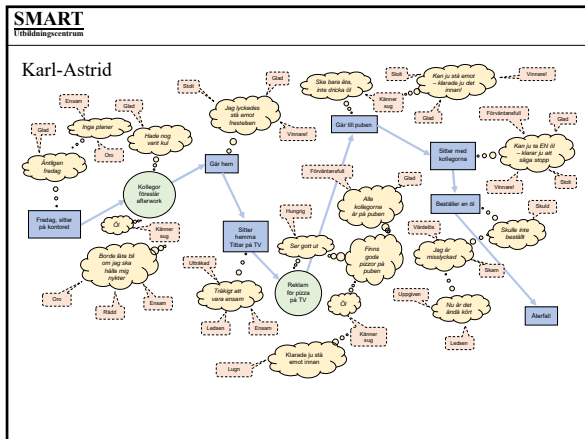 SMART
Utbildningscentrum
Karl-Astrid
Ensam
Glad
Inga planer
Oro
Glad
Äntligen
fredag
Fredag, sitter
på kontoret
Hade nog
varit kul
Kollegor
föreslår
afterwork
Öl
Känner
sug
Borde låta bli
om jag ska
hålla mig
nykter
Oro
Rädd
Ensam
Stolt
Glad
Jag lyckades
stå emot
frestelsen
Vinnare!
Går hem
Sitter
hemma
Tittar på TV
Uttråkad
Tråkigt att
vara ensam
Ledsen
Ensam
Hungrig
Ser gott ut
Reklam
för pizza
på TV
Finns
goda
pizzor på
puben
Öl
Känner
sug
Klarade ju stå
emot innan
Lugn
Förväntansfull
Glad
Alla
kollegorna
är på puben
Ska bara äta,
inte dricka öl
Känner
sug
Går till puben
Stolt
Kan ju stå emot
– klarade ju det
innan!
Vinnare!
Glad
Sitter med
kollegorna
Förväntansfull
Glad
Kan ju ta EN öl
– klarar ju att
säga stopp
Vinnare!
Stolt
Beställer en öl
Skuld
Skulle inte
beställt
Skam
Värdelös
Jag är
misslyckad
Uppgiven
Nu är det
ändå kört
Ledsen
Återfall